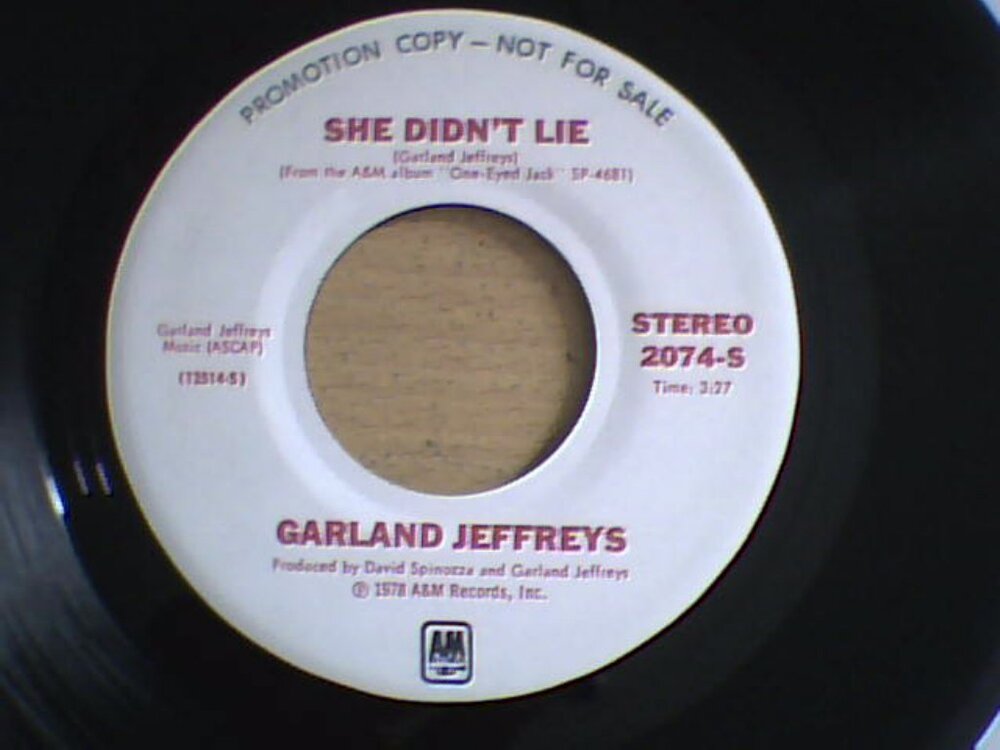 PROMOTION COPY – NOT FOR SALE
SHE DIDN'T LIE
(Garland Jeffreys)
(From the A&M album "One-Eyed Jack" SP-4681)
Garland Jeffreys
Music (ASCAP)
STEREO
2074-S
Time: 3:27
GARLAND JEFFREYS
Produced by David Spinozza and Garland Jeffreys
℗ 1978 A&M Records, Inc.
A&M